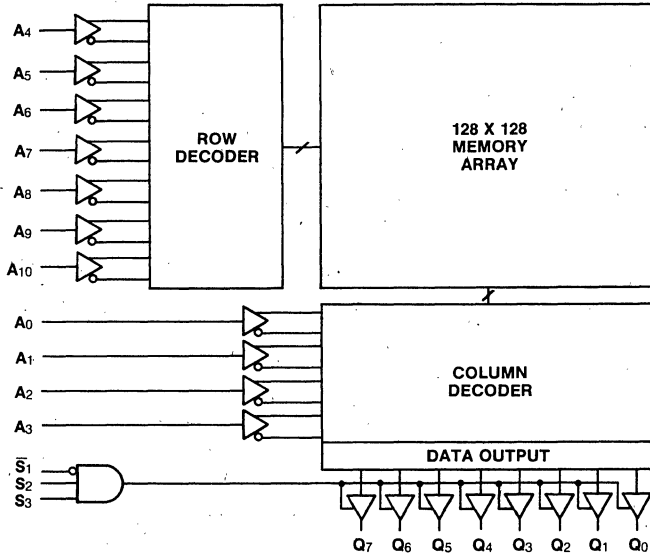 A4
A5
A6
A7
A8
A9
A10
ROW
DECODER
128 X 128
MEMORY
ARRAY
A0
A1
A2
A3
COLUMN
DECODER
DATA OUTPUT
S̅1
S2
S3
Q7 Q6 Q5 Q4 Q3 Q2 Q1 Q0